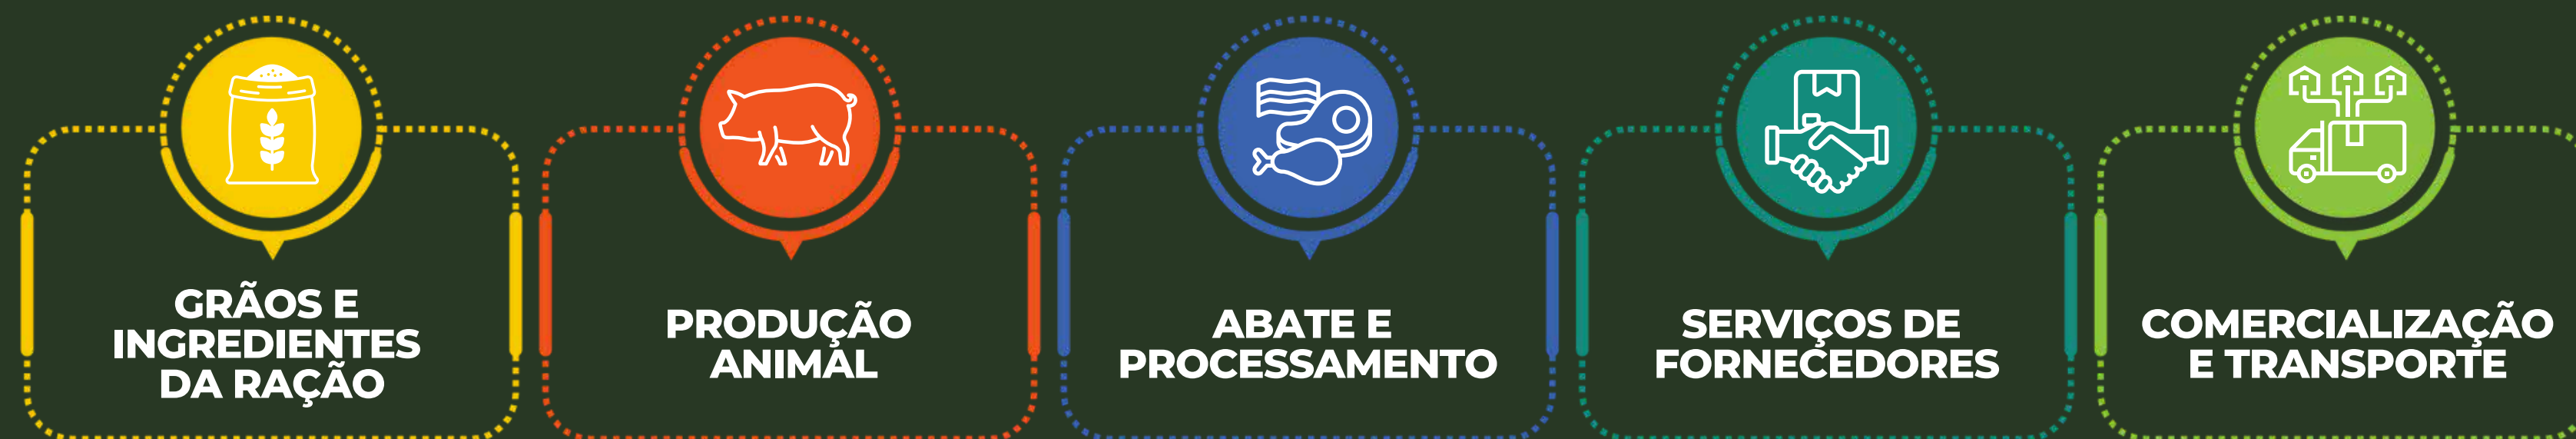 GRÃOS E
INGREDIENTES
DA RAÇÃO
PRODUÇÃO
ANIMAL
ABATE E
PROCESSAMENTO
SERVIÇOS DE
FORNECEDORES
COMERCIALIZAÇÃO
E TRANSPORTE